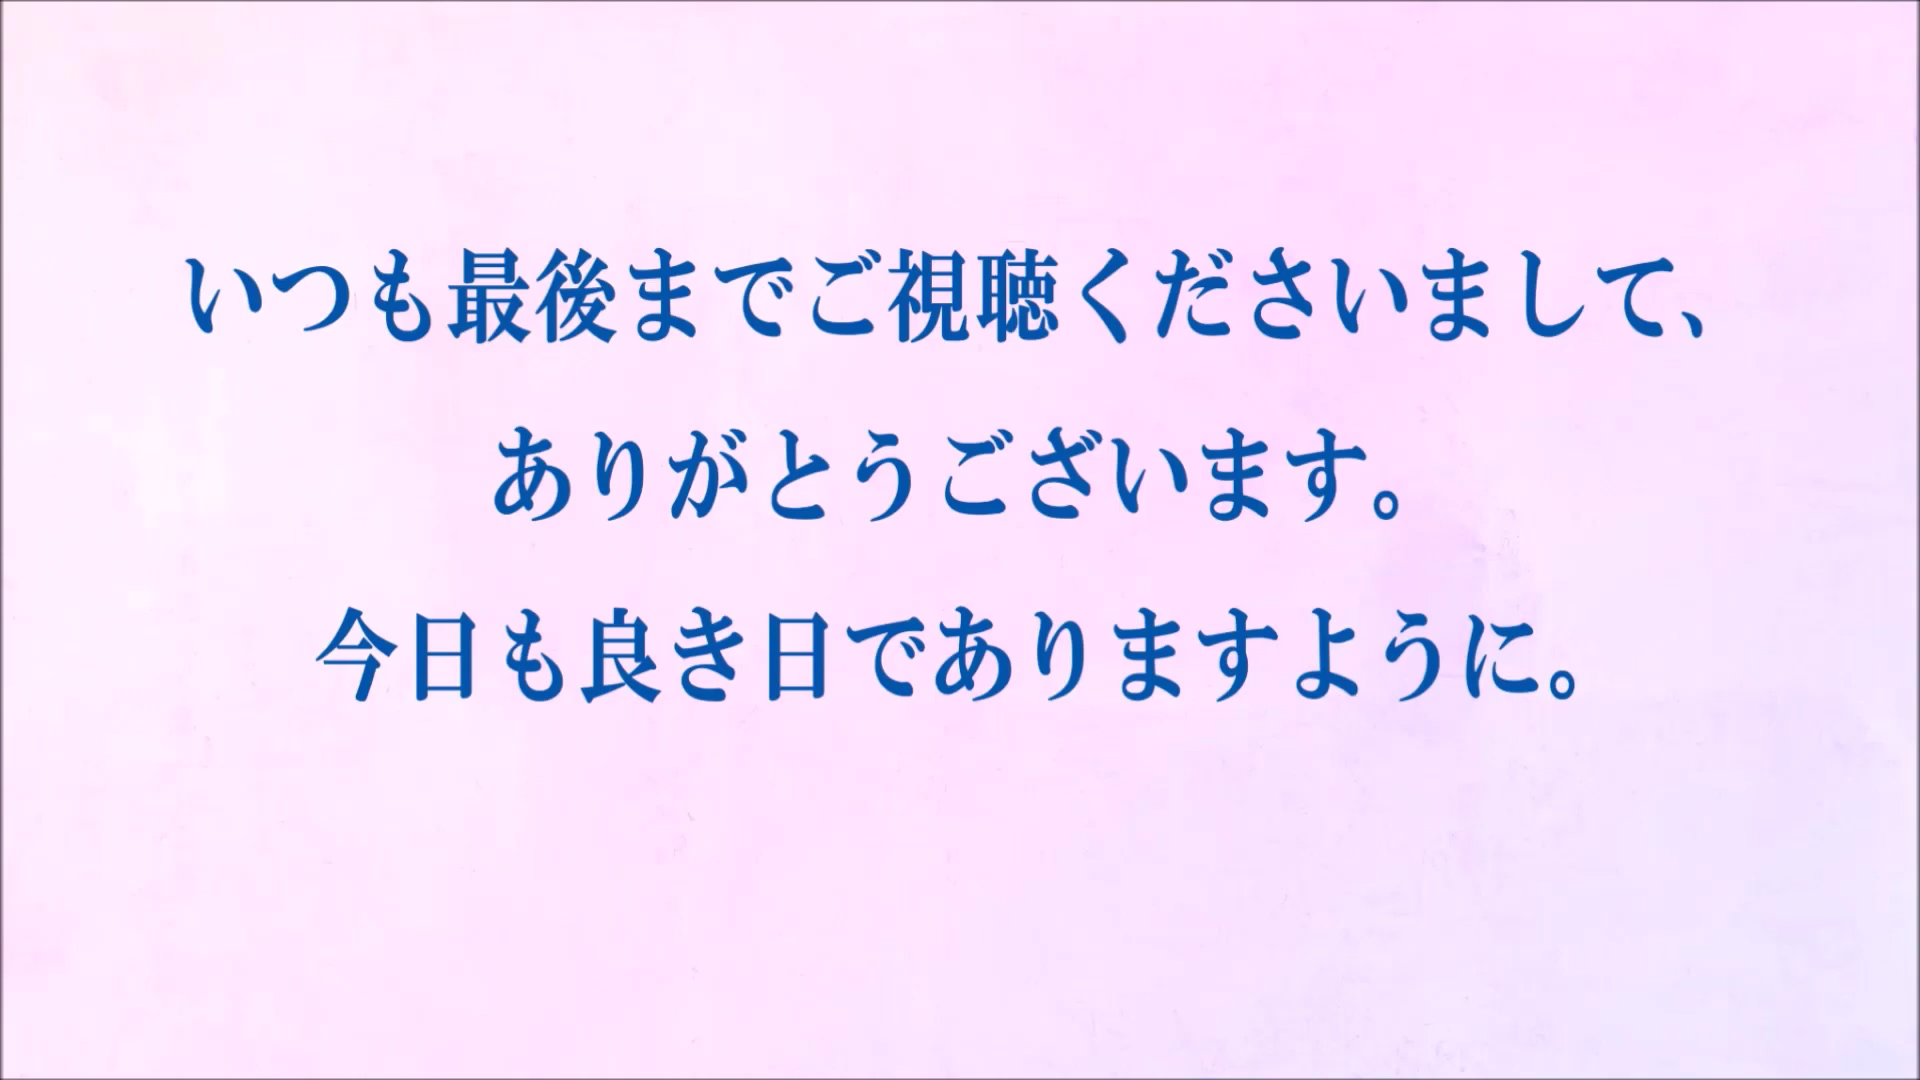 いつも最後までご視聴くださいまして、
ありがとうございます。
今日も良き日でありますように。